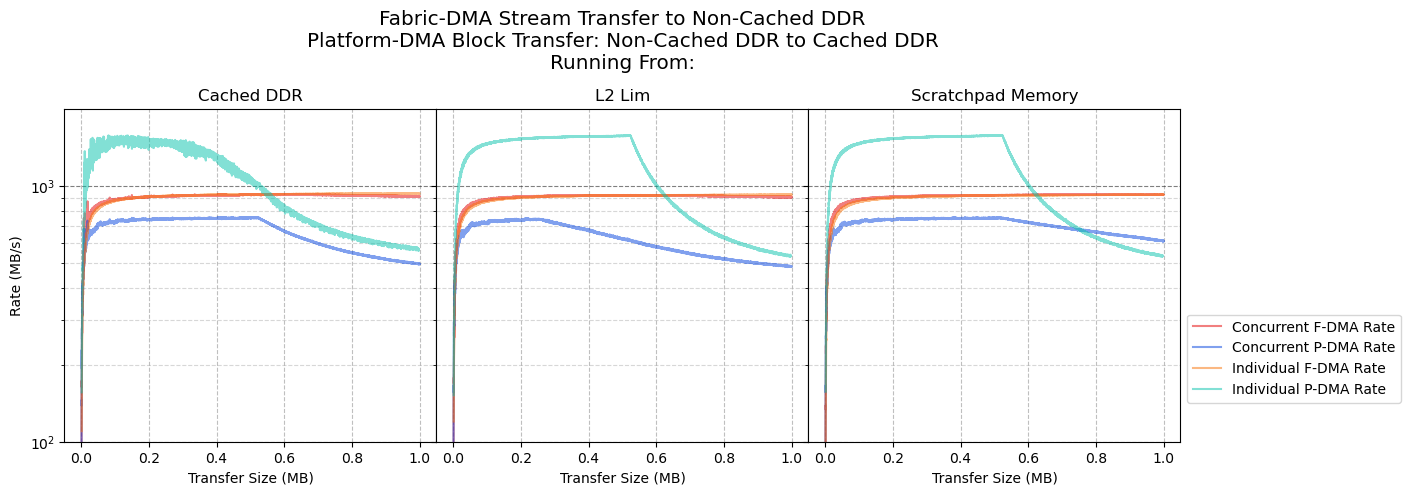 Fabric-DMA Stream Transfer to Non-Cached DDR
Platform-DMA Block Transfer: Non-Cached DDR to Cached DDR
Running From:
Cached DDR
L2 Lim
Scratchpad Memory
Rate (MB/s)
10³
10²
0.0 0.2 0.4 0.6 0.8 1.0
0.0 0.2 0.4 0.6 0.8 1.0
0.0 0.2 0.4 0.6 0.8 1.0
Transfer Size (MB)
Transfer Size (MB)
Transfer Size (MB)
Concurrent F-DMA Rate
Concurrent P-DMA Rate
Individual F-DMA Rate
Individual P-DMA Rate